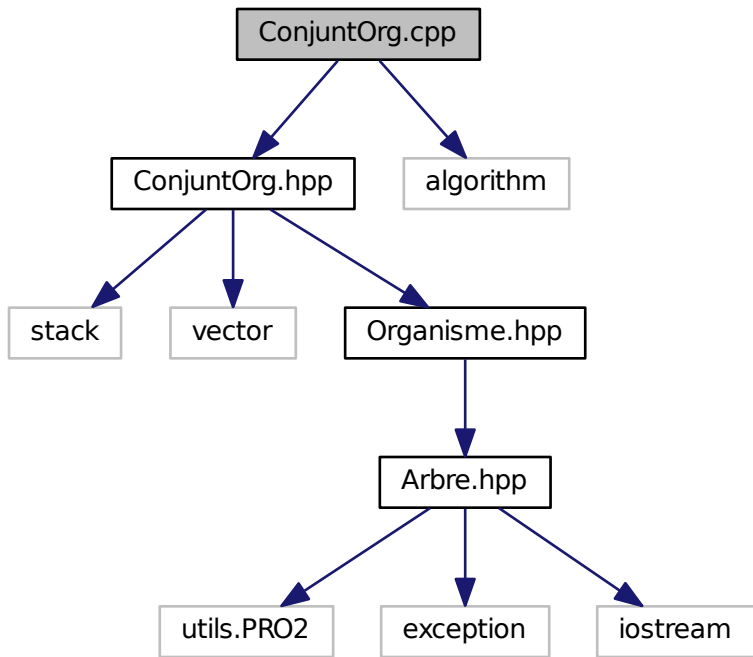 ConjuntOrg.cpp
ConjuntOrg.hpp
algorithm
stack
vector
Organisme.hpp
Arbre.hpp
utils.PRO2
exception
iostream